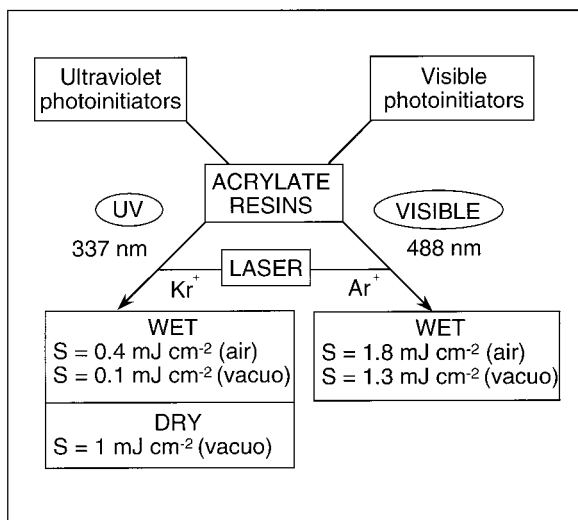 Ultraviolet
photoinitiators
Visible
photoinitiators
ACRYLATE
RESINS
UV
VISIBLE
337 nm
488 nm
LASER
Kr⁺
Ar⁺
WET
S = 0.4 mJ cm⁻² (air)
S = 0.1 mJ cm⁻² (vacuo)
DRY
S = 1 mJ cm⁻² (vacuo)
WET
S = 1.8 mJ cm⁻² (air)
S = 1.3 mJ cm⁻² (vacuo)